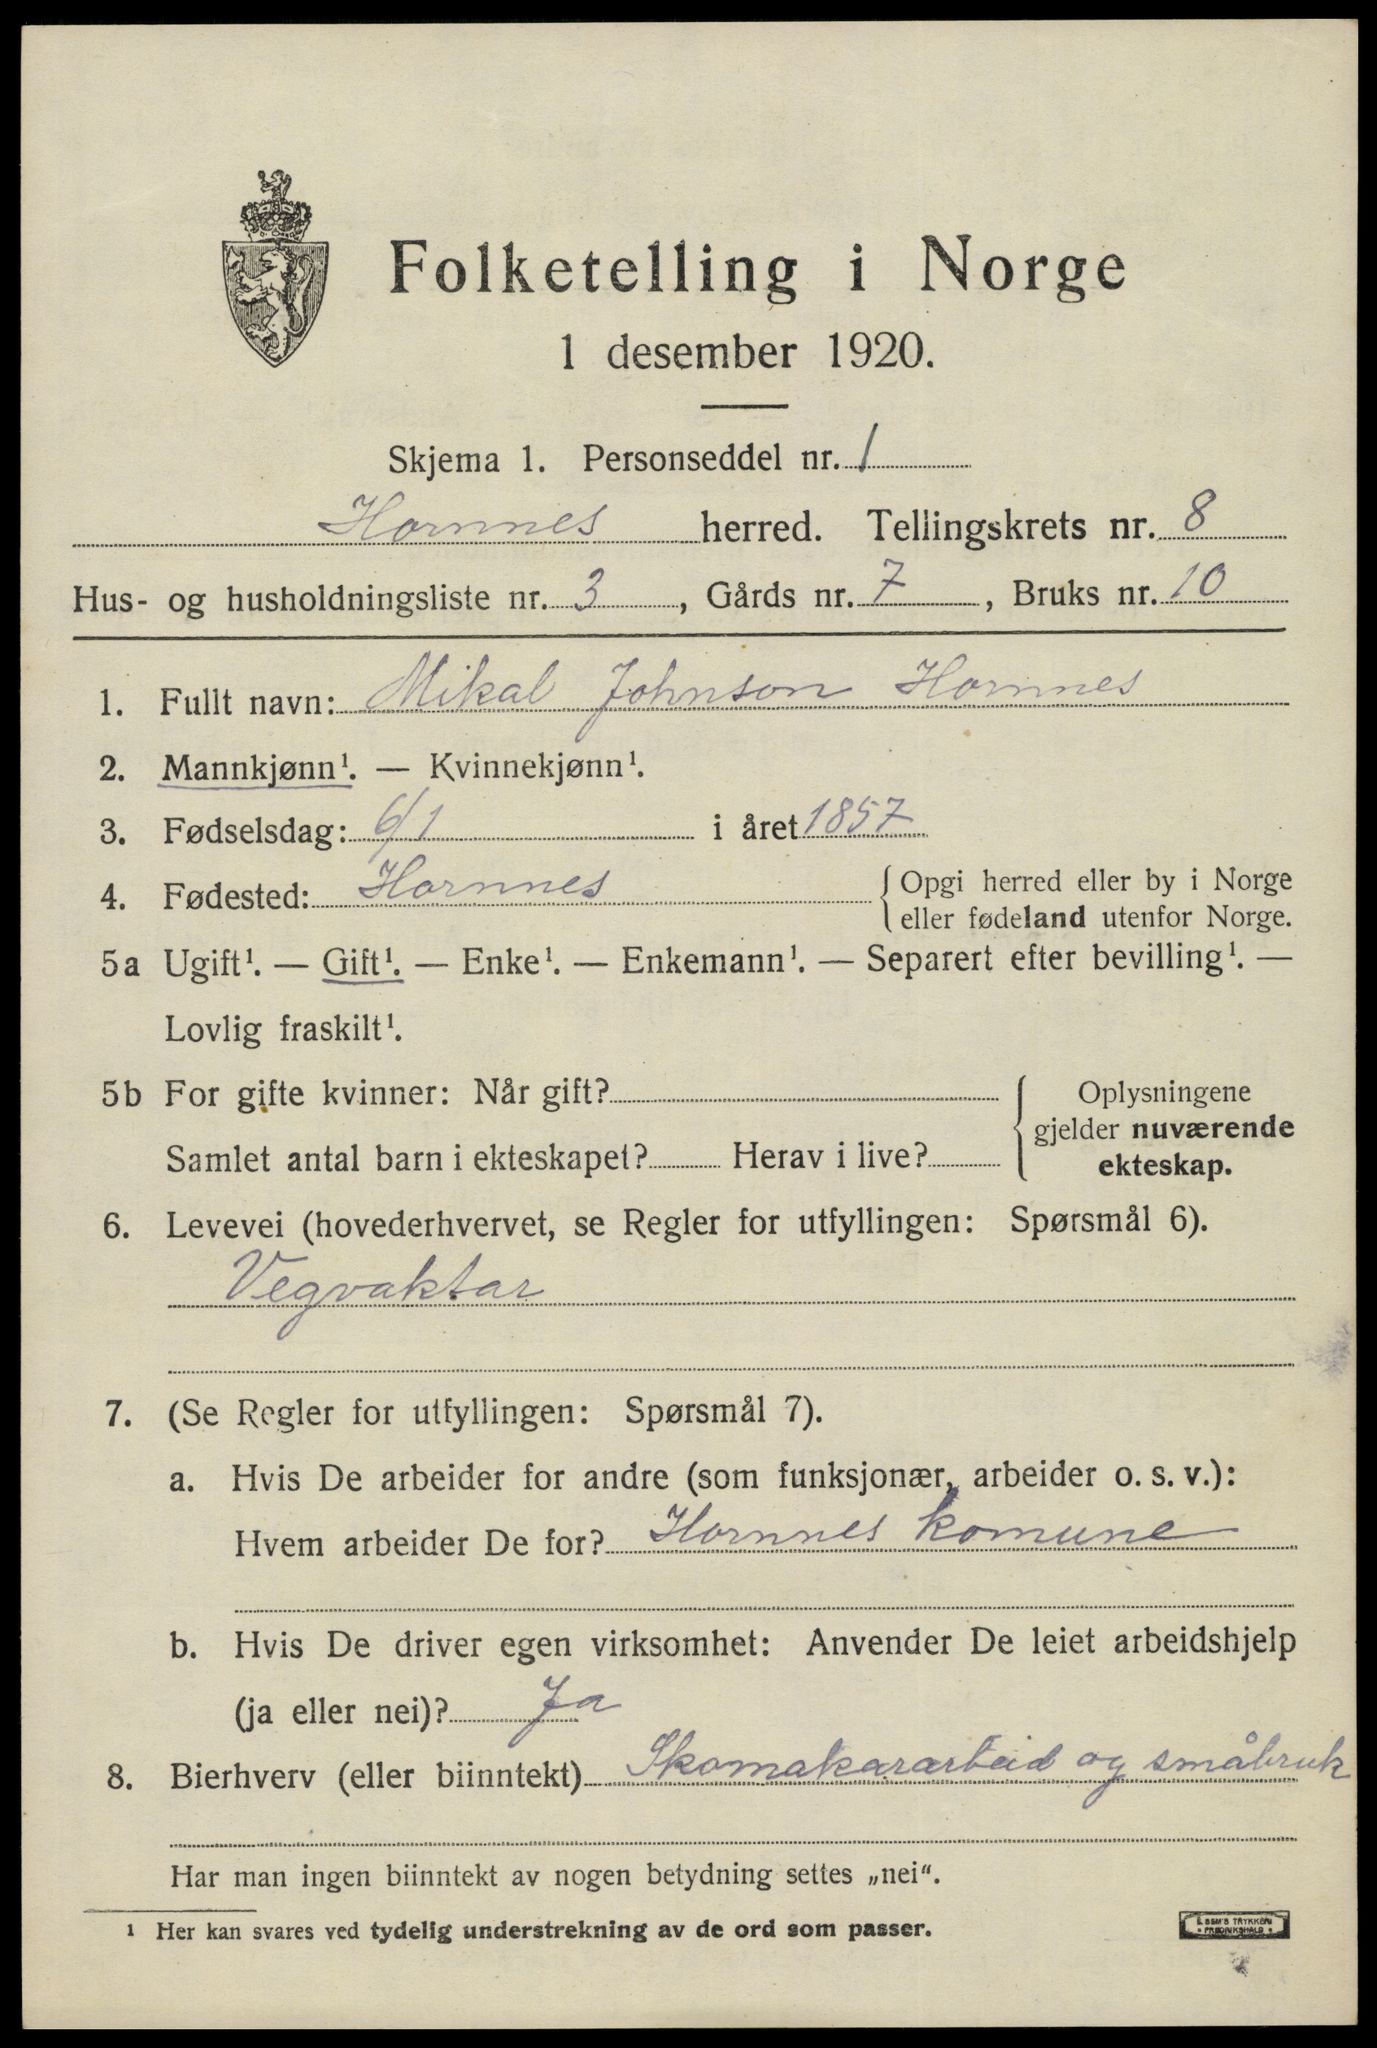 Folketelling i Norge
1 desember 1920.
Skjema 1. Personseddel nr. 1
Hornnes herred. Tellingskrets nr. 8
Hus- og husholdningsliste nr. 3, Gårds nr. 7, Bruks nr. 10
1. Fullt navn: Mikal Johnson Hornnes
2. Mannkjønn¹. — Kvinnekjønn¹.
3. Fødselsdag: 6/1 i året 1857
4. Fødested: Hornnes { Opgi herred eller by i Norge
eller fødeland utenfor Norge.
5a Ugift¹. — Gift¹. — Enke¹. — Enkemann¹. — Separert efter bevilling¹. —
Lovlig fraskilt¹.
5b For gifte kvinner: Når gift?
Samlet antal barn i ekteskapet? Herav i live?
{ Oplysningene
gjelder nuværende
ekteskap.
6. Levevei (hovederhvervet, se Regler for utfyllingen: Spørsmål 6).
Vegvaktar
7. (Se Regler for utfyllingen: Spørsmål 7).
a. Hvis De arbeider for andre (som funksjonær, arbeider o. s. v.):
Hvem arbeider De for? Hornnes komune
b. Hvis De driver egen virksomhet: Anvender De leiet arbeidshjelp
(ja eller nei)? Ja
8. Bierhverv (eller biinntekt) Skomakararbeid og småbruk
Har man ingen biinntekt av nogen betydning settes „nei“.
¹ Her kan svares ved tydelig understrekning av de ord som passer.
E. SEM'S TRYKKERI
FREDRIKSHALD